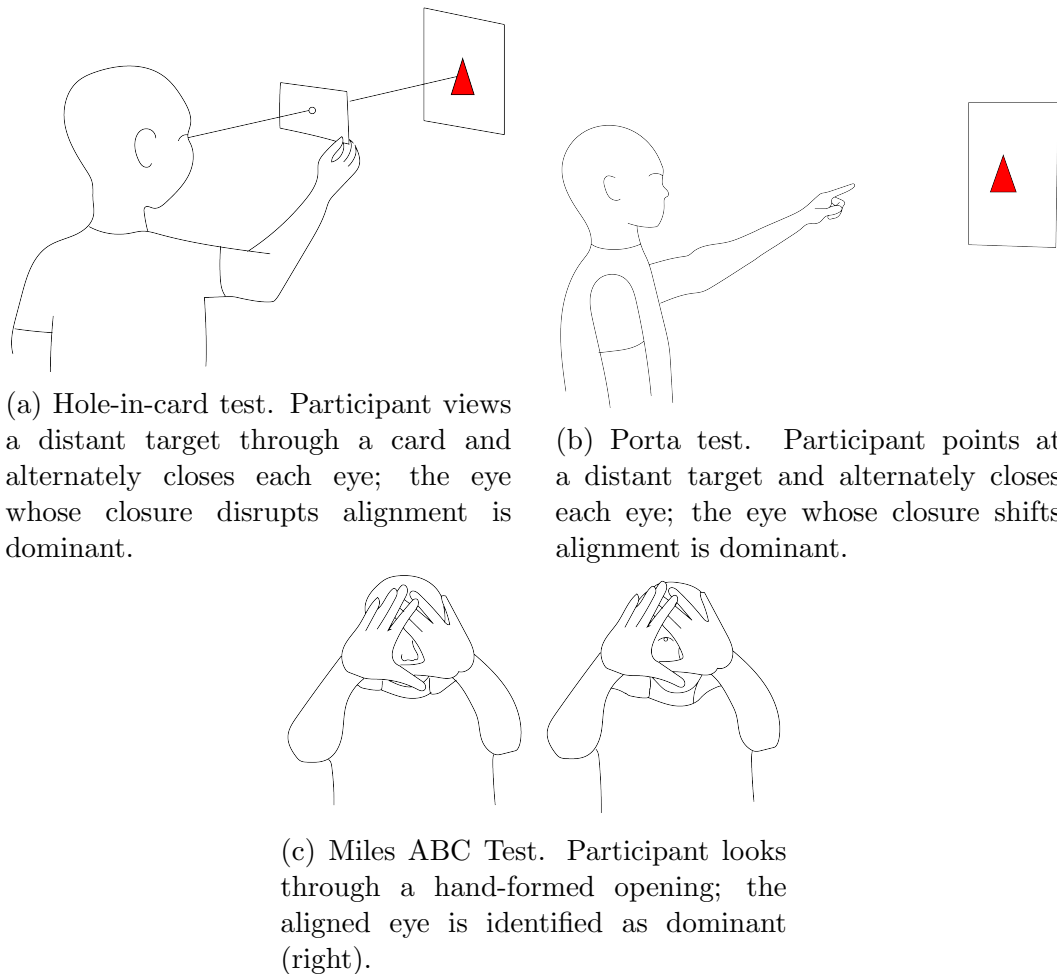 (a) Hole-in-card test. Participant views
a distant target through a card and
alternately closes each eye; the eye
whose closure disrupts alignment is
dominant.
(b) Porta test. Participant points at
a distant target and alternately closes
each eye; the eye whose closure shifts
alignment is dominant.
(c) Miles ABC Test. Participant looks
through a hand-formed opening; the
aligned eye is identified as dominant
(right).